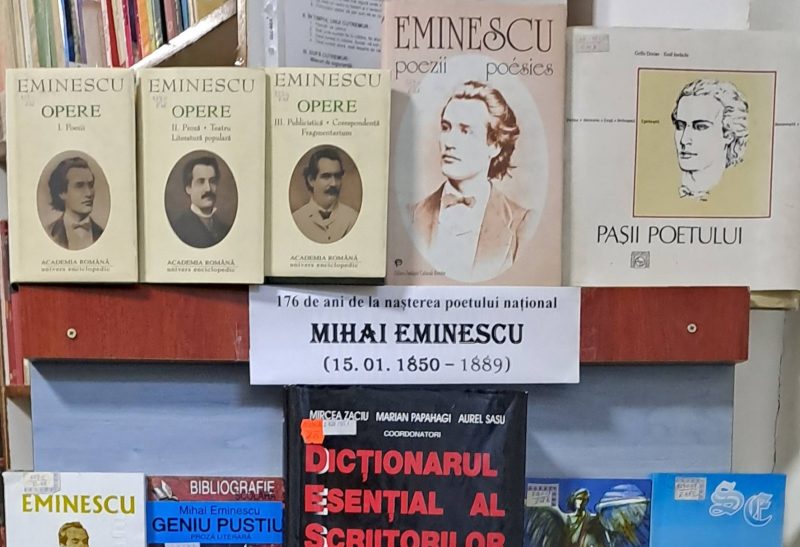 EMINESCU
OPERE
I. Poezii
ACADEMIA ROMÂNĂ
univers enciclopedic
EMINESCU
OPERE
II. Proză • Teatru
Literatură populară
ACADEMIA ROMÂNĂ
univers enciclopedic
EMINESCU
OPERE
III. Publicistică • Corespondență
Fragmentarium
ACADEMIA ROMÂNĂ
univers enciclopedic
EMINESCU
poezii poésies
PAȘII POETULUI
176 de ani de la nașterea poetului național
MIHAI EMINESCU
(15. 01. 1850 – 1889)
MIRCEA ZACIU MARIAN PAPAHAGI AUREL SASU
COORDONATORI
DICȚIONARUL
ESENȚIAL AL
SCRIITORILOR
EMINESCU
BIBLIOGRAFIE
ȘCOLARĂ
Mihai Eminescu
GENIU PUSTIU
PROZĂ LITERARĂ
SE